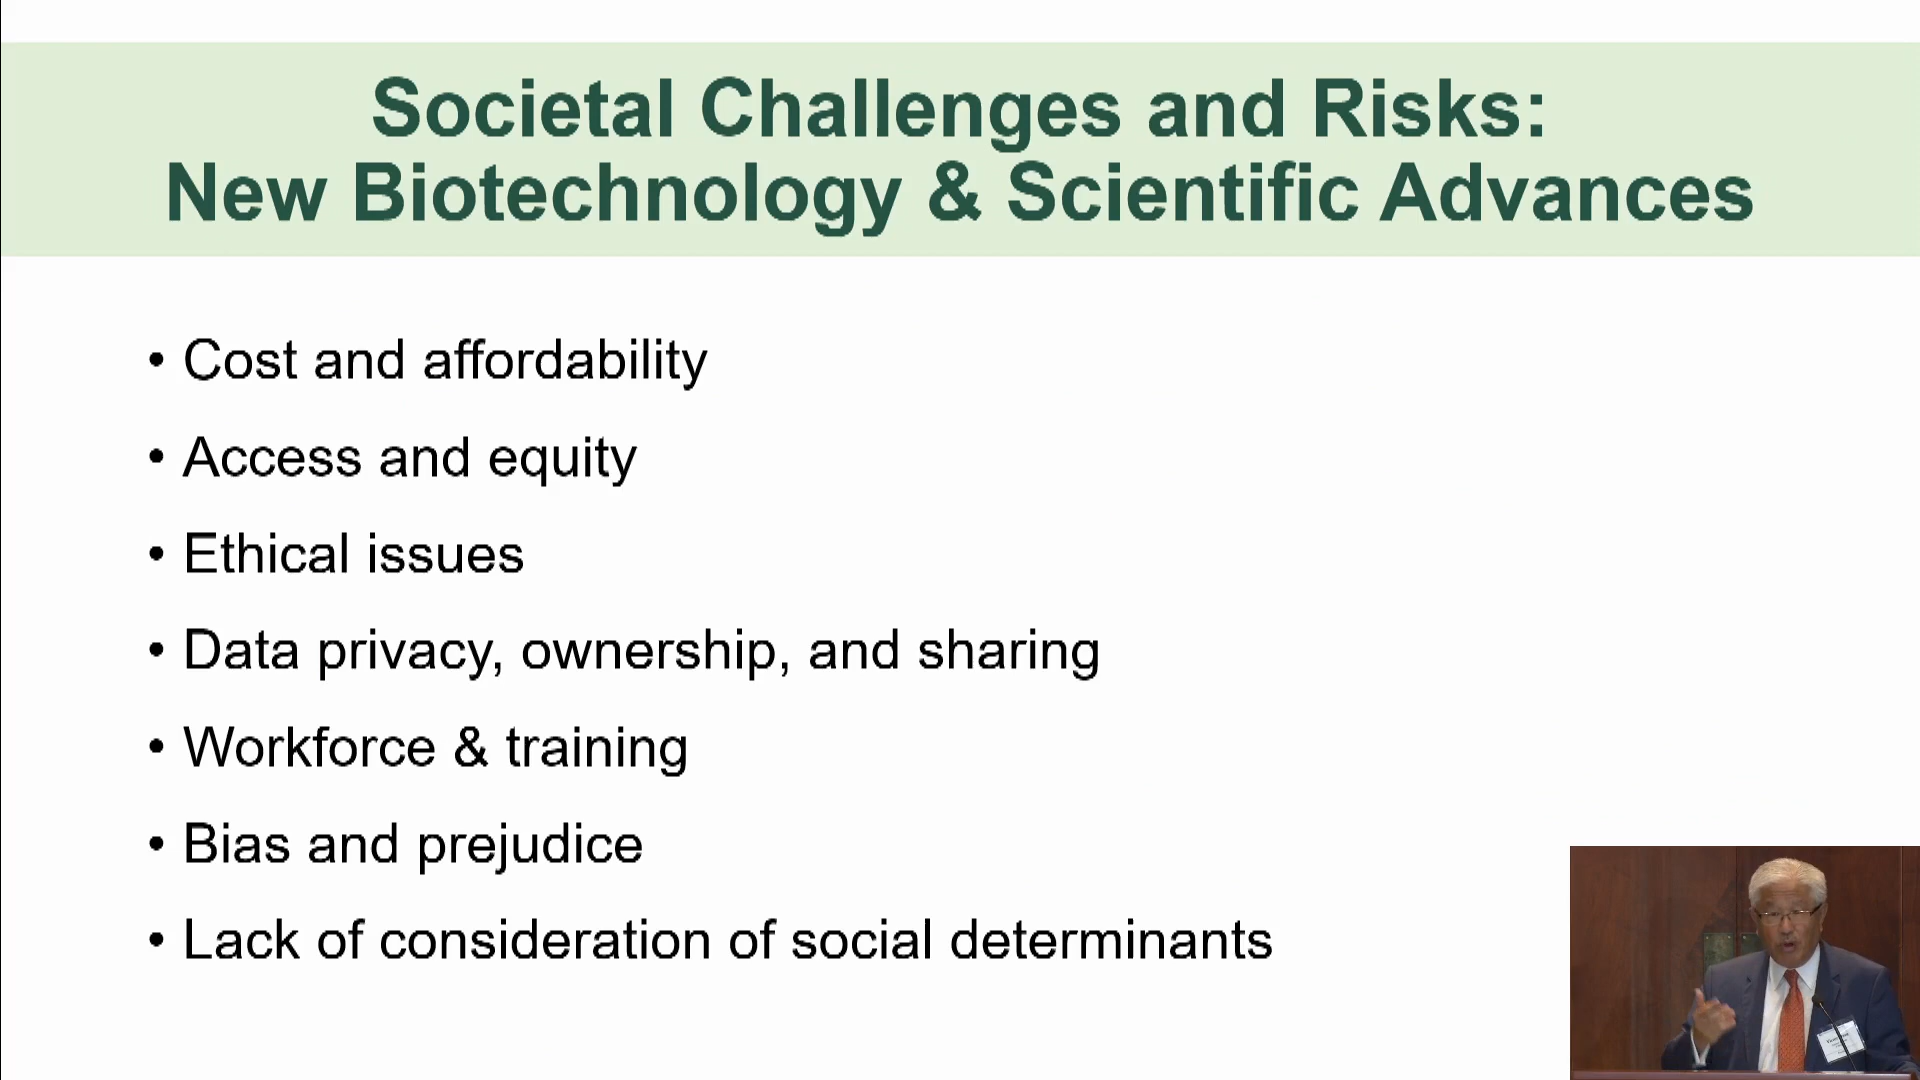 Societal Challenges and Risks:
New Biotechnology & Scientific Advances
• Cost and affordability
• Access and equity
• Ethical issues
• Data privacy, ownership, and sharing
• Workforce & training
• Bias and prejudice
• Lack of consideration of social determinants